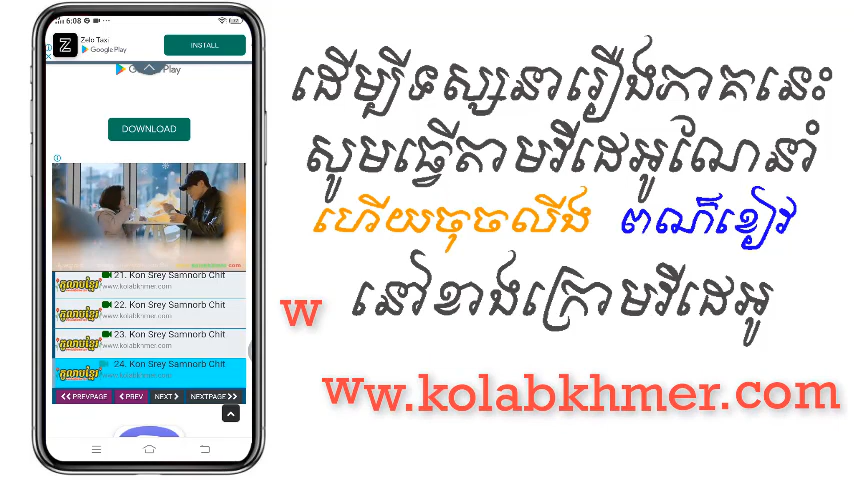 6:08
Zelo Taxi
Google Play
INSTALL
Google Play
DOWNLOAD
21. Kon Srey Samnorb Chit
www.kolabkhmer.com
22. Kon Srey Samnorb Chit
www.kolabkhmer.com
23. Kon Srey Samnorb Chit
www.kolabkhmer.com
24. Kon Srey Samnorb Chit
www.kolabkhmer.com
PREVPAGE PREV NEXT NEXTPAGE
ដើម្បីទស្សនារឿងភាគនេះ
សូមធ្វើតាមវីដេអូណែនាំ
ហើយចុចលីង ពណ៌ខៀវ
នៅខាងក្រោមវីដេអូ
w
ww.kolabkhmer.com